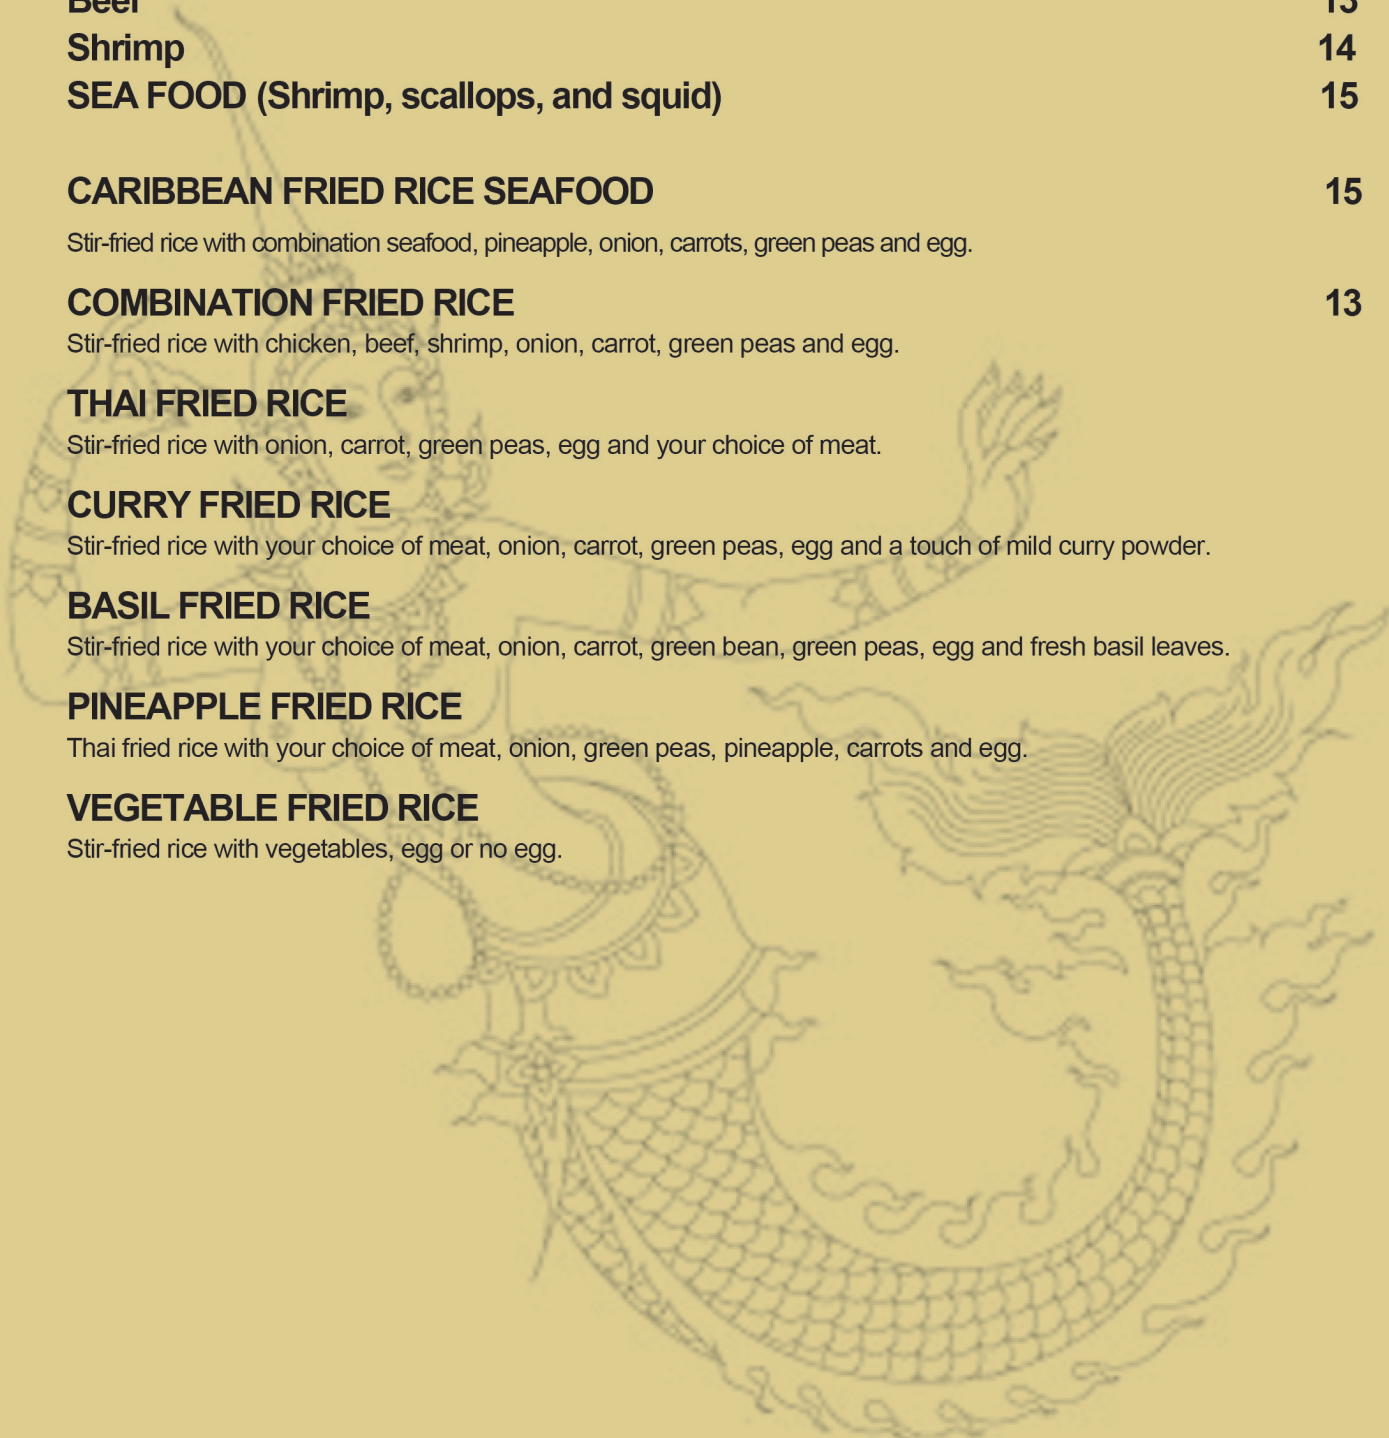 Beef 13
Shrimp 14
SEA FOOD (Shrimp, scallops, and squid) 15
CARIBBEAN FRIED RICE SEAFOOD 15
Stir-fried rice with combination seafood, pineapple, onion, carrots, green peas and egg.
COMBINATION FRIED RICE 13
Stir-fried rice with chicken, beef, shrimp, onion, carrot, green peas and egg.
THAI FRIED RICE
Stir-fried rice with onion, carrot, green peas, egg and your choice of meat.
CURRY FRIED RICE
Stir-fried rice with your choice of meat, onion, carrot, green peas, egg and a touch of mild curry powder.
BASIL FRIED RICE
Stir-fried rice with your choice of meat, onion, carrot, green bean, green peas, egg and fresh basil leaves.
PINEAPPLE FRIED RICE
Thai fried rice with your choice of meat, onion, green peas, pineapple, carrots and egg.
VEGETABLE FRIED RICE
Stir-fried rice with vegetables, egg or no egg.